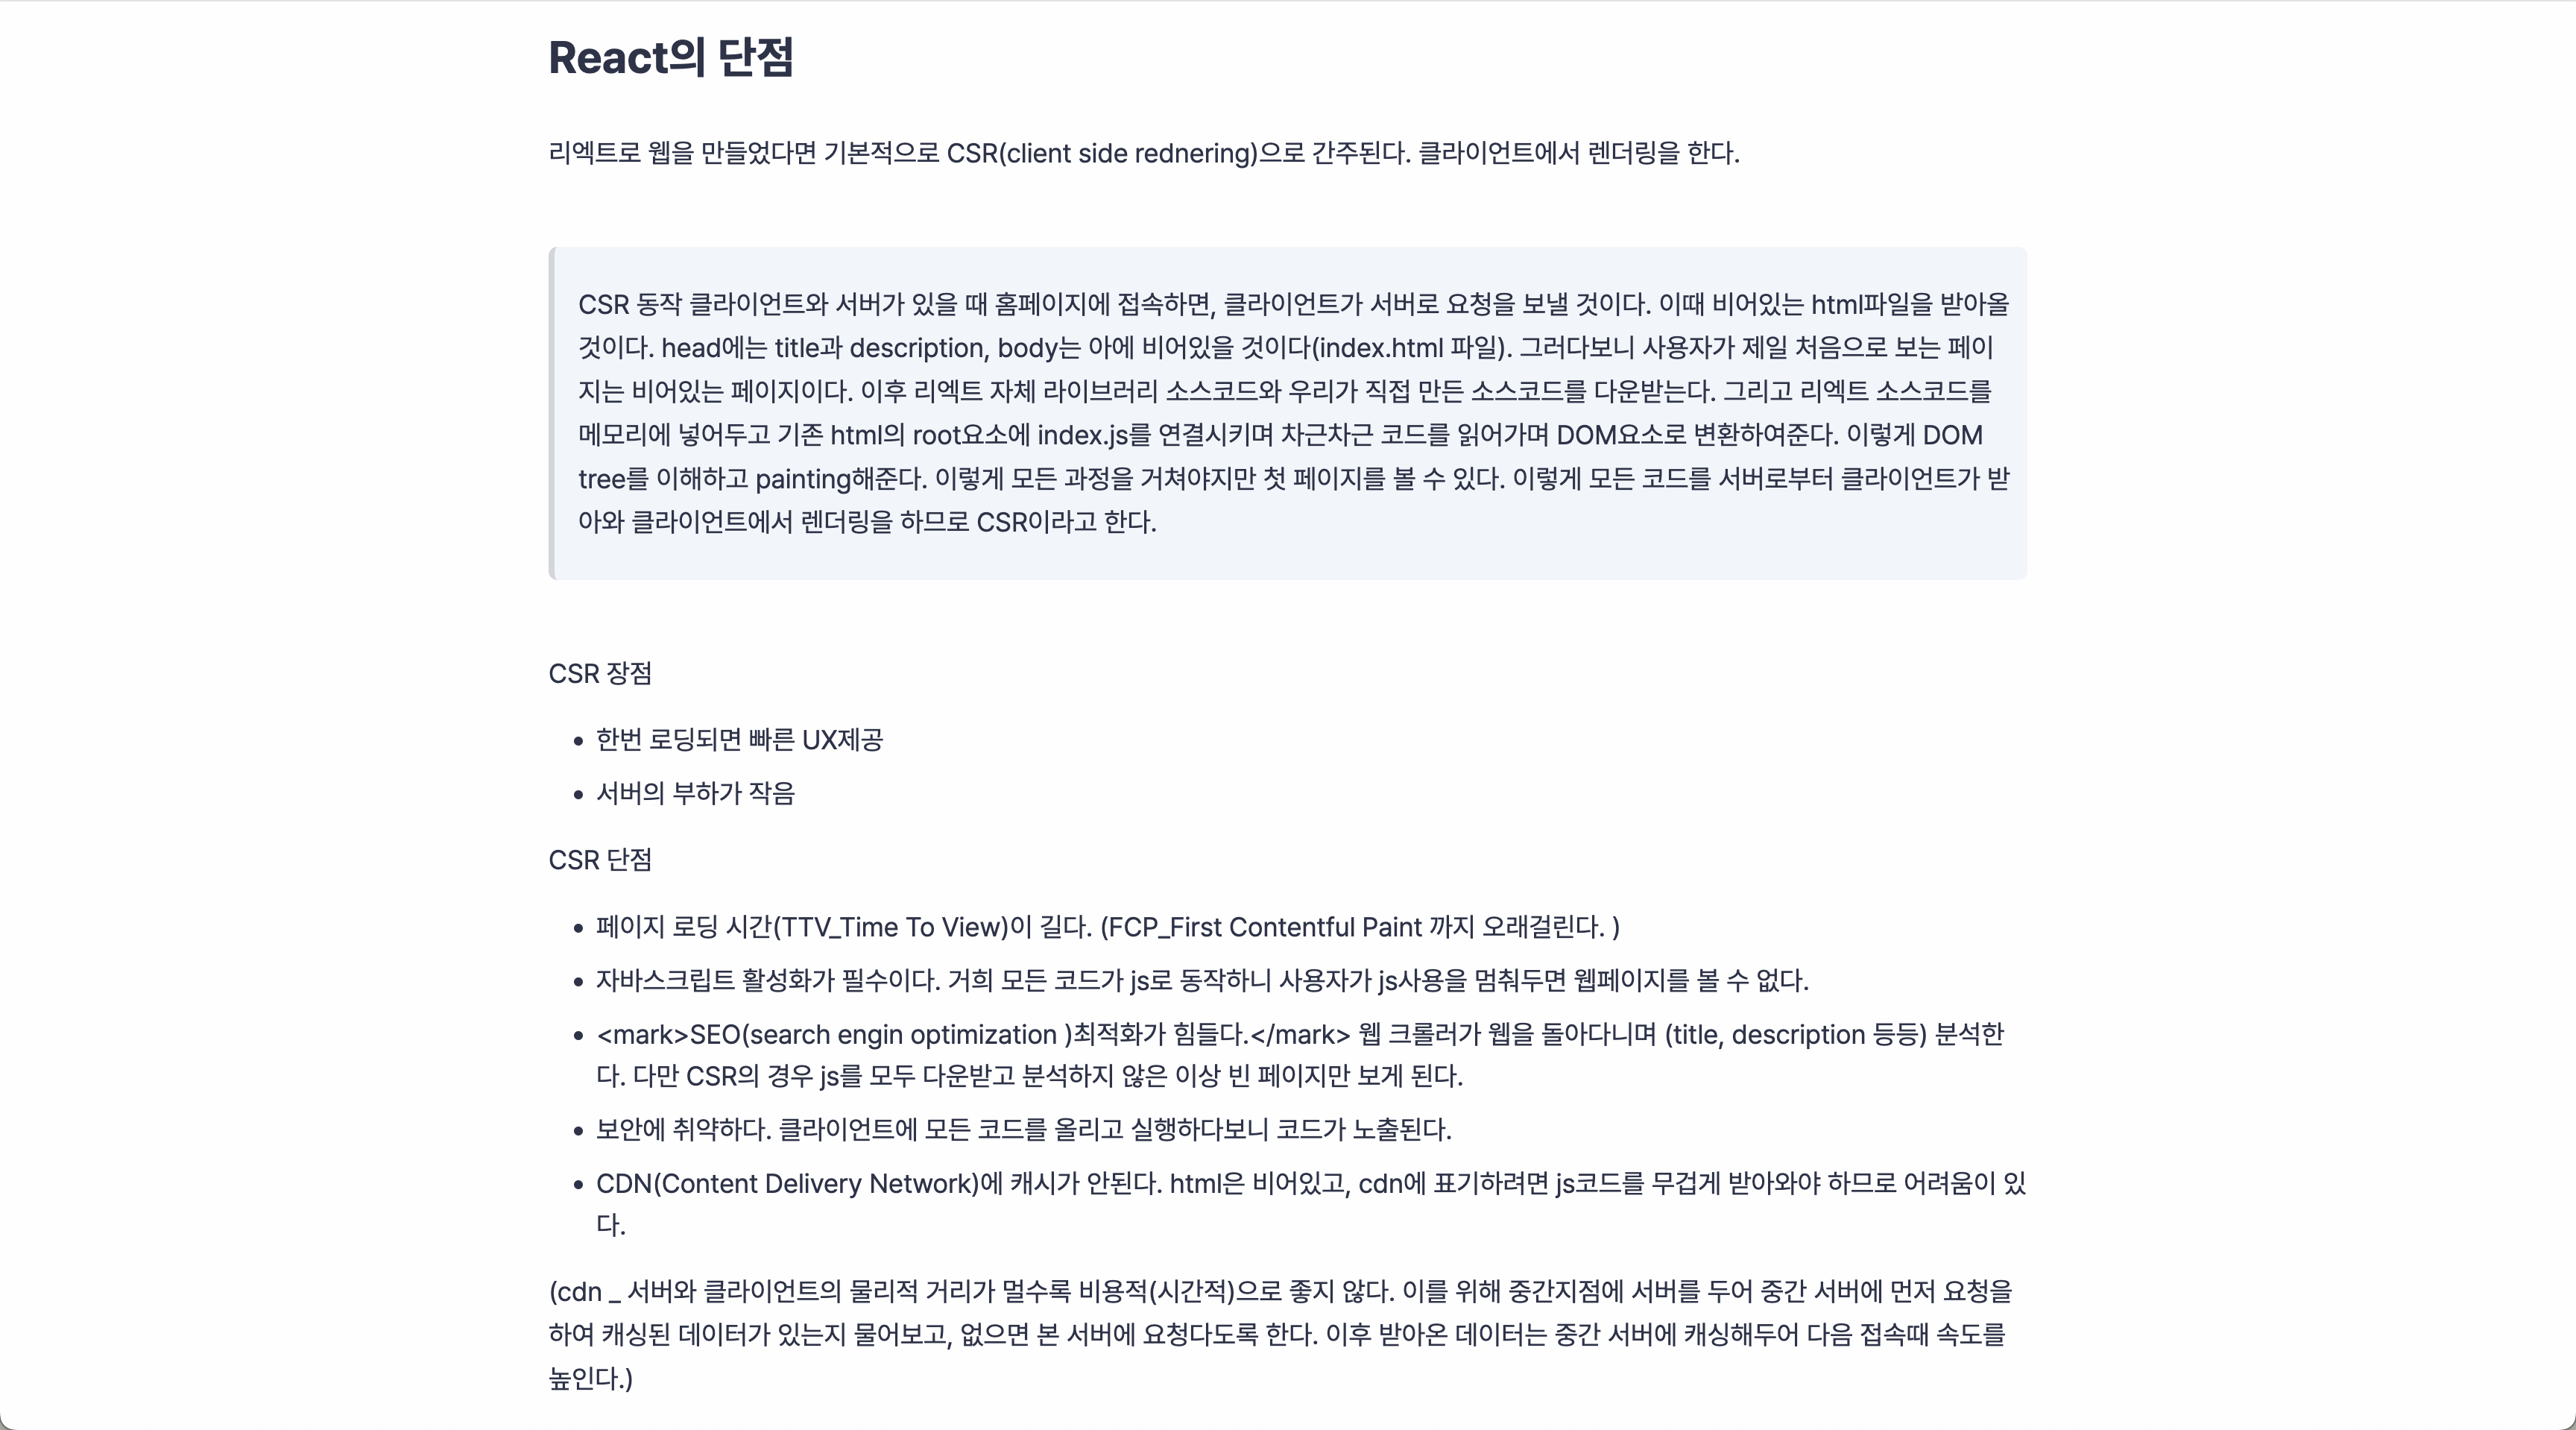 React의 단점
리엑트로 웹을 만들었다면 기본적으로 CSR(client side rednering)으로 간주된다. 클라이언트에서 렌더링을 한다.
CSR 동작 클라이언트와 서버가 있을 때 홈페이지에 접속하면, 클라이언트가 서버로 요청을 보낼 것이다. 이때 비어있는 html파일을 받아올
것이다. head에는 title과 description, body는 아에 비어있을 것이다(index.html 파일). 그러다보니 사용자가 제일 처음으로 보는 페이
지는 비어있는 페이지이다. 이후 리엑트 자체 라이브러리 소스코드와 우리가 직접 만든 소스코드를 다운받는다. 그리고 리엑트 소스코드를
메모리에 넣어두고 기존 html의 root요소에 index.js를 연결시키며 차근차근 코드를 읽어가며 DOM요소로 변환하여준다. 이렇게 DOM
tree를 이해하고 painting해준다. 이렇게 모든 과정을 거쳐야지만 첫 페이지를 볼 수 있다. 이렇게 모든 코드를 서버로부터 클라이언트가 받
아와 클라이언트에서 렌더링을 하므로 CSR이라고 한다.
CSR 장점
• 한번 로딩되면 빠른 UX제공
• 서버의 부하가 작음
CSR 단점
• 페이지 로딩 시간(TTV_Time To View)이 길다. (FCP_First Contentful Paint 까지 오래걸린다. )
• 자바스크립트 활성화가 필수이다. 거희 모든 코드가 js로 동작하니 사용자가 js사용을 멈춰두면 웹페이지를 볼 수 없다.
• <mark>SEO(search engin optimization )최적화가 힘들다.</mark> 웹 크롤러가 웹을 돌아다니며 (title, description 등등) 분석한
다. 다만 CSR의 경우 js를 모두 다운받고 분석하지 않은 이상 빈 페이지만 보게 된다.
• 보안에 취약하다. 클라이언트에 모든 코드를 올리고 실행하다보니 코드가 노출된다.
• CDN(Content Delivery Network)에 캐시가 안된다. html은 비어있고, cdn에 표기하려면 js코드를 무겁게 받아와야 하므로 어려움이 있
다.
(cdn _ 서버와 클라이언트의 물리적 거리가 멀수록 비용적(시간적)으로 좋지 않다. 이를 위해 중간지점에 서버를 두어 중간 서버에 먼저 요청을
하여 캐싱된 데이터가 있는지 물어보고, 없으면 본 서버에 요청다도록 한다. 이후 받아온 데이터는 중간 서버에 캐싱해두어 다음 접속때 속도를
높인다.)